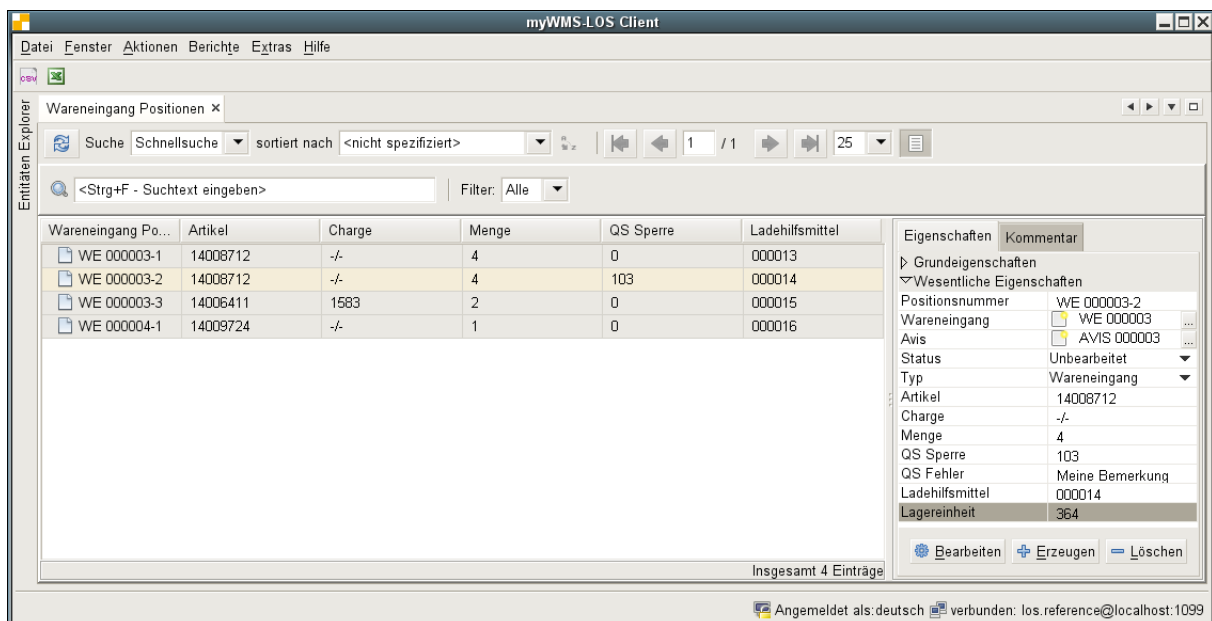 myWMS-LOS Client
Datei Fenster Aktionen Berichte Extras Hilfe
CSV
Entitäten Explorer
Wareneingang Positionen ×
Suche Schnellsuche sortiert nach <nicht spezifiziert> 1 / 1 25
<Strg+F - Suchtext eingeben> Filter: Alle
Wareneingang Po... Artikel Charge Menge QS Sperre Ladehilfsmittel
WE 000003-1 14008712 -/- 4 0 000013
WE 000003-2 14008712 -/- 4 103 000014
WE 000003-3 14006411 1583 2 0 000015
WE 000004-1 14009724 -/- 1 0 000016
Insgesamt 4 Einträge
Eigenschaften Kommentar
Grundeigenschaften
Wesentliche Eigenschaften
Positionsnummer WE 000003-2
Wareneingang WE 000003 ...
Avis AVIS 000003 ...
Status Unbearbeitet
Typ Wareneingang
Artikel 14008712
Charge -/-
Menge 4
QS Sperre 103
QS Fehler Meine Bemerkung
Ladehilfsmittel 000014
Lagereinheit 364
Bearbeiten Erzeugen Löschen
Angemeldet als:deutsch verbunden: los.reference@localhost:1099